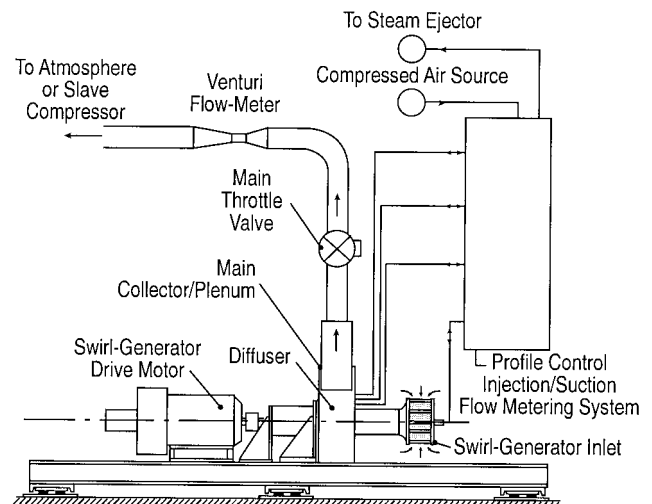 To Steam Ejector
To Atmosphere
or Slave
Compressor
Venturi
Flow-Meter
Compressed Air Source
Main
Throttle
Valve
Main
Collector/Plenum
Swirl-Generator
Drive Motor
Diffuser
Profile Control
Injection/Suction
Flow Metering System
Swirl-Generator Inlet